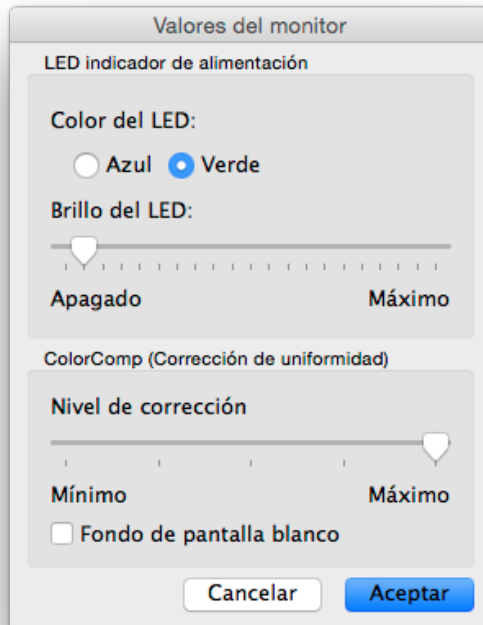 Valores del monitor
LED indicador de alimentación
Color del LED:
Azul Verde
Brillo del LED:
Apagado Máximo
ColorComp (Corrección de uniformidad)
Nivel de corrección
Mínimo Máximo
Fondo de pantalla blanco
Cancelar Aceptar